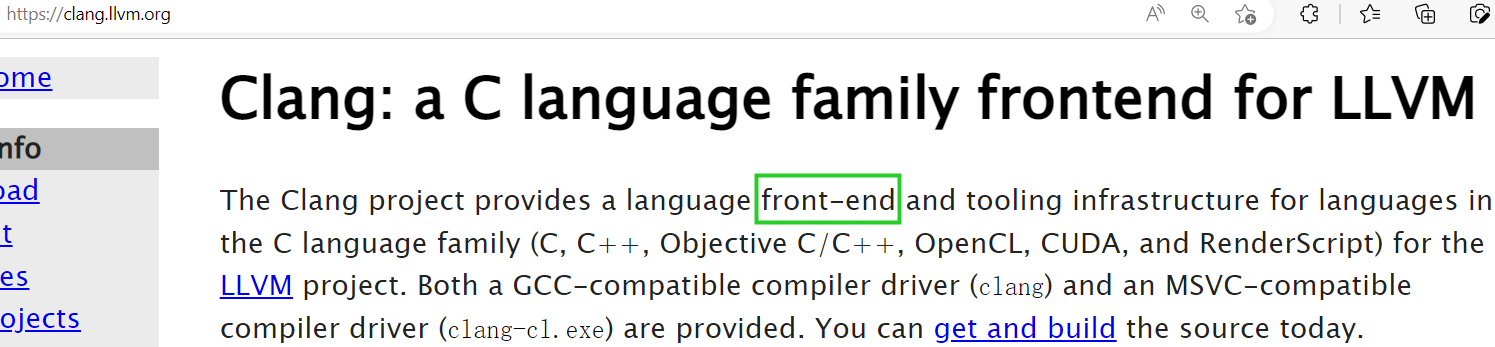 https://clang.llvm.org
ome
Clang: a C language family frontend for LLVM
nfo
oad
t
es
ojects
The Clang project provides a language front-end and tooling infrastructure for languages in
the C language family (C, C++, Objective C/C++, OpenCL, CUDA, and RenderScript) for the
LLVM project. Both a GCC-compatible compiler driver (clang) and an MSVC-compatible
compiler driver (clang-cl.exe) are provided. You can get and build the source today.